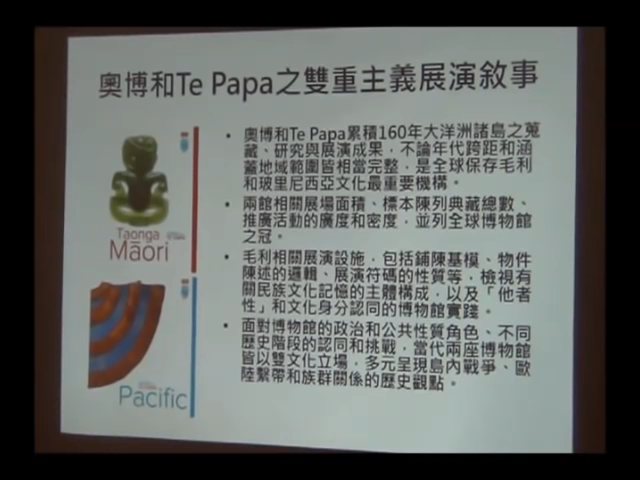 奧博和Te Papa之雙重主義展演敘事
• 奧博和Te Papa累積160年大洋洲諸島之蒐
藏、研究與展演成果，不論年代跨距和涵
蓋地域範圍皆相當完整，是全球保存毛利
和玻里尼西亞文化最重要機構。
• 兩館相關展場面積、標本陳列典藏總數、
推廣活動的廣度和密度，並列全球博物館
之冠。
• 毛利相關展演設施，包括鋪陳基模、物件
陳述的邏輯、展演符碼的性質等，檢視有
關民族文化記憶的主體構成，以及「他者
性」和文化身分認同的博物館實踐。
• 面對博物館的政治和公共性質角色、不同
歷史階段的認同和挑戰，當代兩座博物館
皆以雙文化立場，多元呈現島內戰爭、歐
陸繫帶和族群關係的歷史觀點。
Taonga
Māori
Pacific